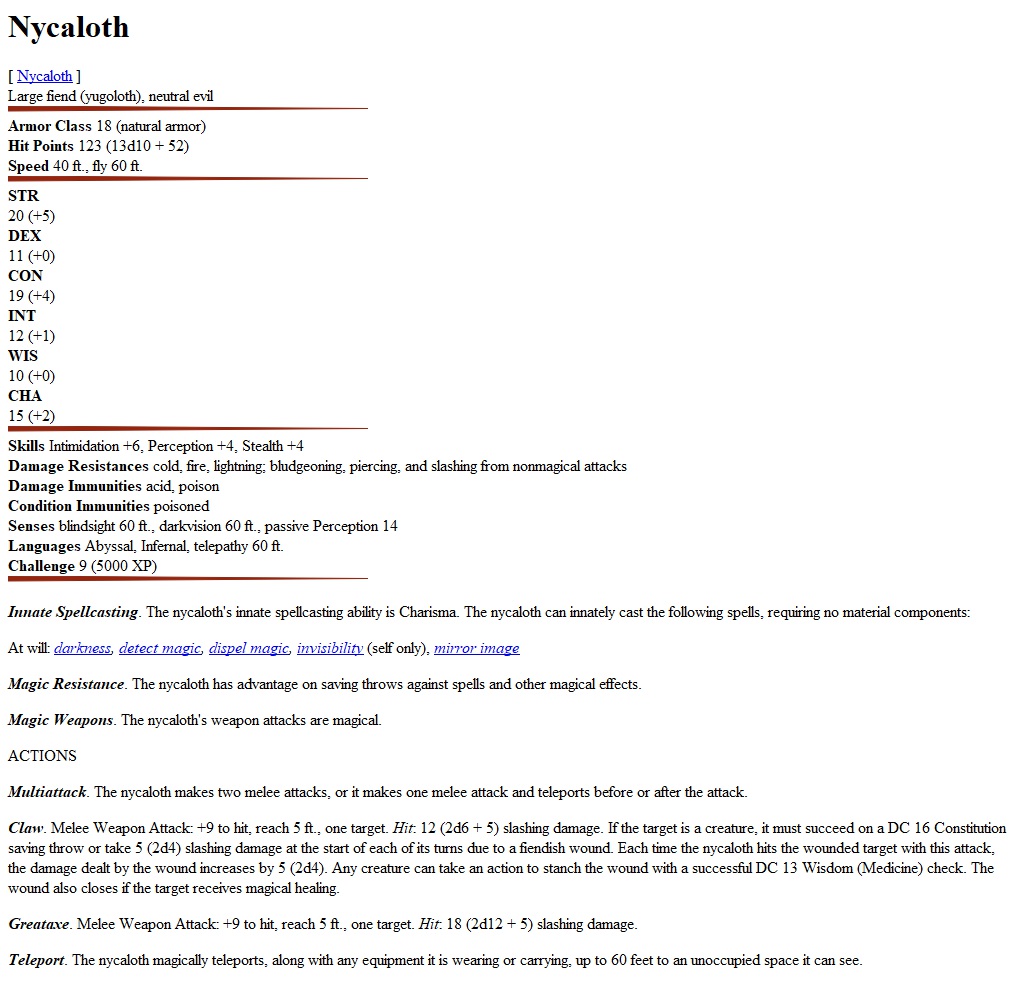 Nycaloth
[ Nycaloth ]
Large fiend (yugoloth), neutral evil
Armor Class 18 (natural armor)
Hit Points 123 (13d10 + 52)
Speed 40 ft., fly 60 ft.
STR
20 (+5)
DEX
11 (+0)
CON
19 (+4)
INT
12 (+1)
WIS
10 (+0)
CHA
15 (+2)
Skills Intimidation +6, Perception +4, Stealth +4
Damage Resistances cold, fire, lightning; bludgeoning, piercing, and slashing from nonmagical attacks
Damage Immunities acid, poison
Condition Immunities poisoned
Senses blindsight 60 ft., darkvision 60 ft., passive Perception 14
Languages Abyssal, Infernal, telepathy 60 ft.
Challenge 9 (5000 XP)
Innate Spellcasting. The nycaloth's innate spellcasting ability is Charisma. The nycaloth can innately cast the following spells, requiring no material components:
At will: darkness, detect magic, dispel magic, invisibility (self only), mirror image
Magic Resistance. The nycaloth has advantage on saving throws against spells and other magical effects.
Magic Weapons. The nycaloth's weapon attacks are magical.
ACTIONS
Multiattack. The nycaloth makes two melee attacks, or it makes one melee attack and teleports before or after the attack.
Claw. Melee Weapon Attack: +9 to hit, reach 5 ft., one target. Hit: 12 (2d6 + 5) slashing damage. If the target is a creature, it must succeed on a DC 16 Constitution
saving throw or take 5 (2d4) slashing damage at the start of each of its turns due to a fiendish wound. Each time the nycaloth hits the wounded target with this attack,
the damage dealt by the wound increases by 5 (2d4). Any creature can take an action to stanch the wound with a successful DC 13 Wisdom (Medicine) check. The
wound also closes if the target receives magical healing.
Greataxe. Melee Weapon Attack: +9 to hit, reach 5 ft., one target. Hit: 18 (2d12 + 5) slashing damage.
Teleport. The nycaloth magically teleports, along with any equipment it is wearing or carrying, up to 60 feet to an unoccupied space it can see.